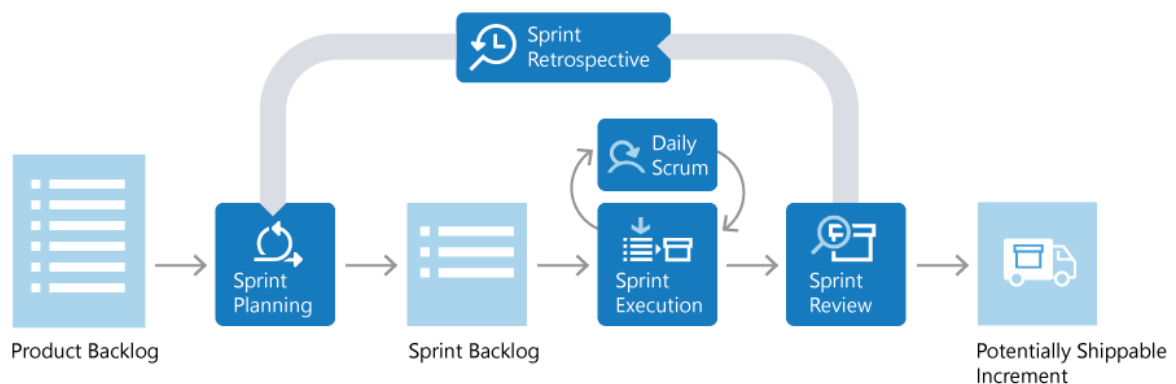 Sprint
Retrospective
Daily
Scrum
Sprint
Planning
Sprint
Execution
Sprint
Review
Product Backlog
Sprint Backlog
Potentially Shippable
Increment